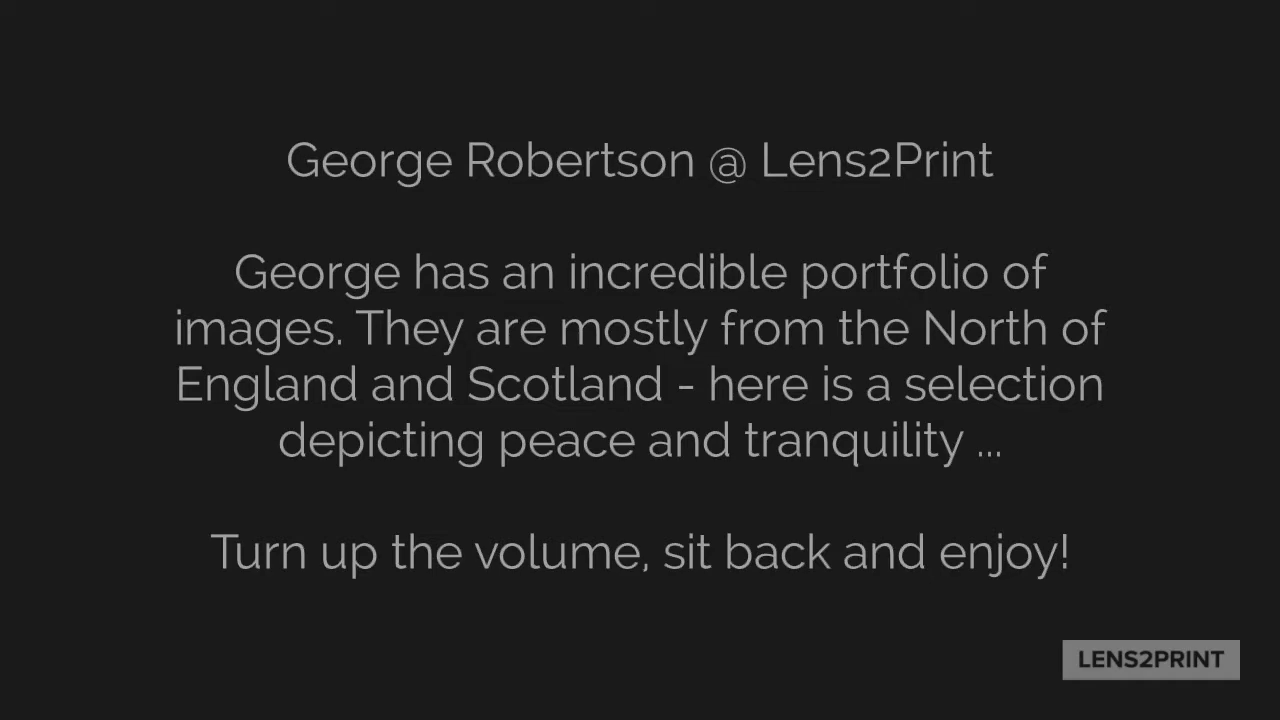 George Robertson @ Lens2Print
George has an incredible portfolio of
images. They are mostly from the North of
England and Scotland - here is a selection
depicting peace and tranquility ...
Turn up the volume, sit back and enjoy!
LENS2PRINT